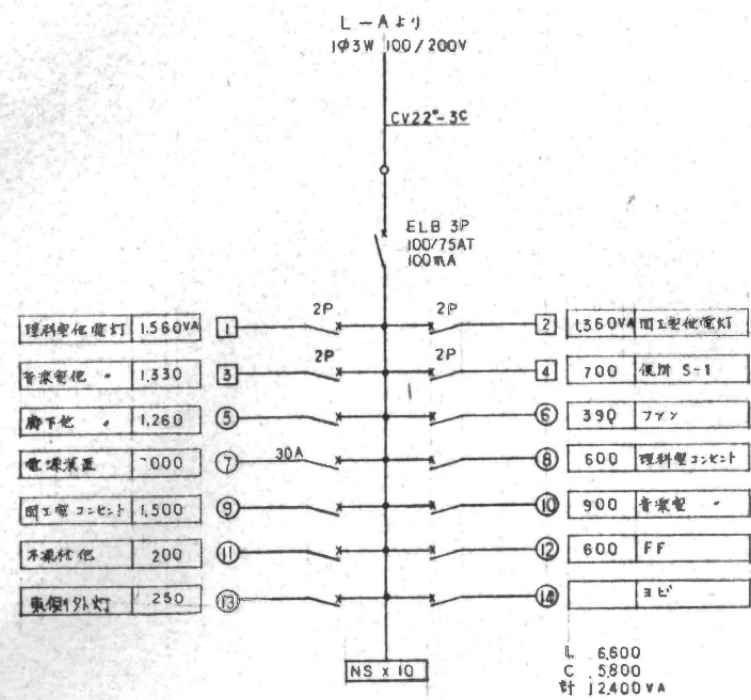 L-Aより
1φ3W 100/200V
CV22°-3C
ELB 3P
100/75AT
100mA
理科室他電灯 1,560VA 1 2P 2P 2 1,360VA 図工室他電灯
音楽室他 〃 1,330 3 2P 2P 4 700 便所 S-1
廊下他 〃 1,260 ⑤ ⑥ 390 ファン
電源装置 000 ⑦ 30A ⑧ 600 理科室コンセント
図工室コンセント 1,500 ⑨ ⑩ 900 音楽室 〃
不凍栓他 200 ⑪ ⑫ 600 FF
東側外灯 250 ⑬ ⑭ ヨビ
NS x 10
L 6,600
C 5,800
計 12,400VA